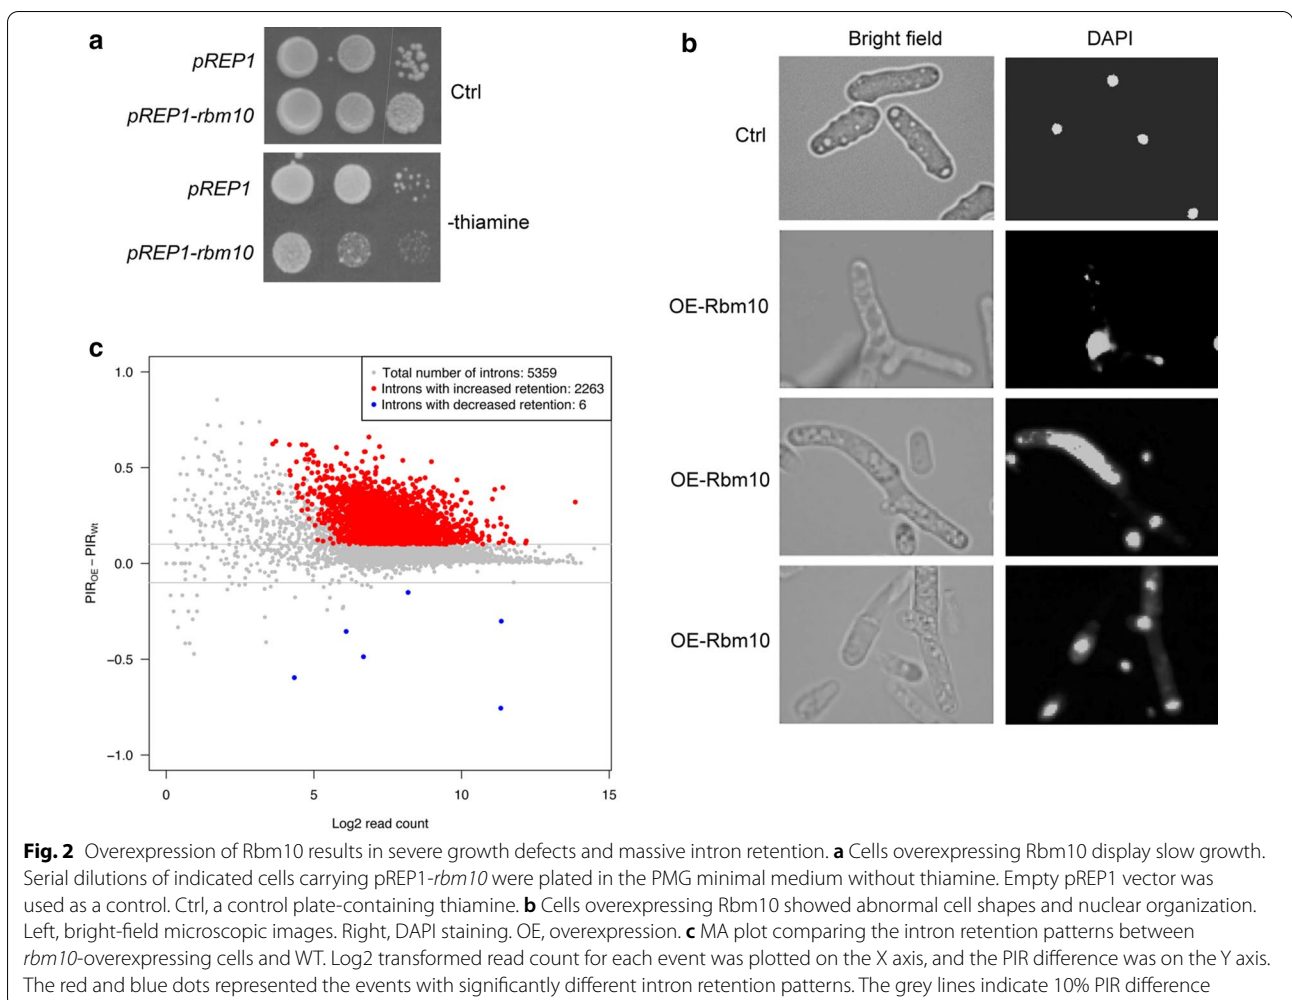 a
pREP1
pREP1-rbm10
Ctrl
pREP1
pREP1-rbm10
-thiamine
b
Bright field
DAPI
Ctrl
OE-Rbm10
OE-Rbm10
OE-Rbm10
c
Total number of introns: 5359
Introns with increased retention: 2263
Introns with decreased retention: 6
1.0
0.5
0.0
−0.5
−1.0
PIROE − PIRWt
0 5 10 15
Log2 read count
Fig. 2 Overexpression of Rbm10 results in severe growth defects and massive intron retention. a Cells overexpressing Rbm10 display slow growth.
Serial dilutions of indicated cells carrying pREP1-rbm10 were plated in the PMG minimal medium without thiamine. Empty pREP1 vector was
used as a control. Ctrl, a control plate-containing thiamine. b Cells overexpressing Rbm10 showed abnormal cell shapes and nuclear organization.
Left, bright-field microscopic images. Right, DAPI staining. OE, overexpression. c MA plot comparing the intron retention patterns between
rbm10-overexpressing cells and WT. Log2 transformed read count for each event was plotted on the X axis, and the PIR difference was on the Y axis.
The red and blue dots represented the events with significantly different intron retention patterns. The grey lines indicate 10% PIR difference